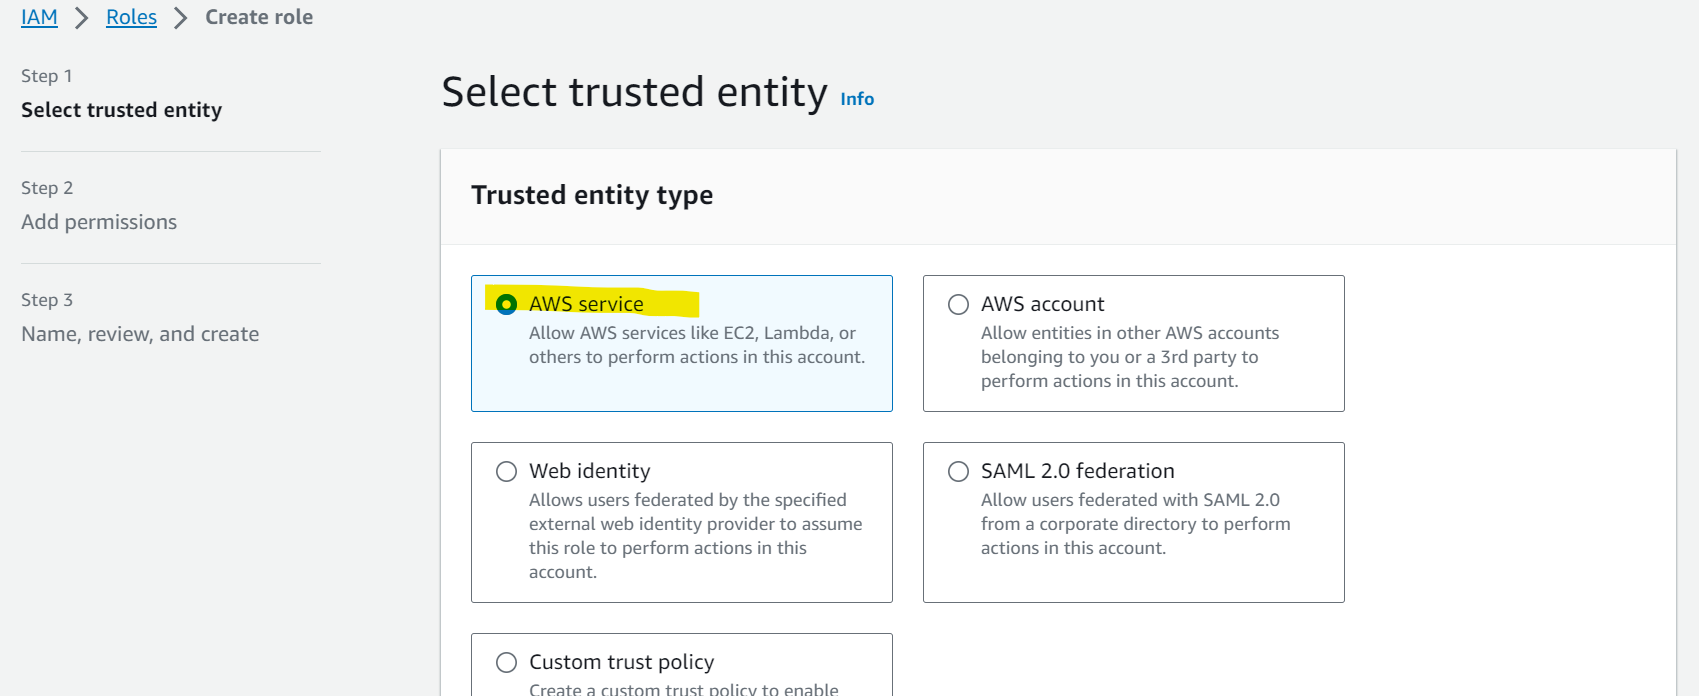 IAM > Roles > Create role
Step 1
Select trusted entity
Step 2
Add permissions
Step 3
Name, review, and create
Select trusted entity Info
Trusted entity type
AWS service
Allow AWS services like EC2, Lambda, or
others to perform actions in this account.
AWS account
Allow entities in other AWS accounts
belonging to you or a 3rd party to
perform actions in this account.
Web identity
Allows users federated by the specified
external web identity provider to assume
this role to perform actions in this
account.
SAML 2.0 federation
Allow users federated with SAML 2.0
from a corporate directory to perform
actions in this account.
Custom trust policy
Create a custom trust policy to enable